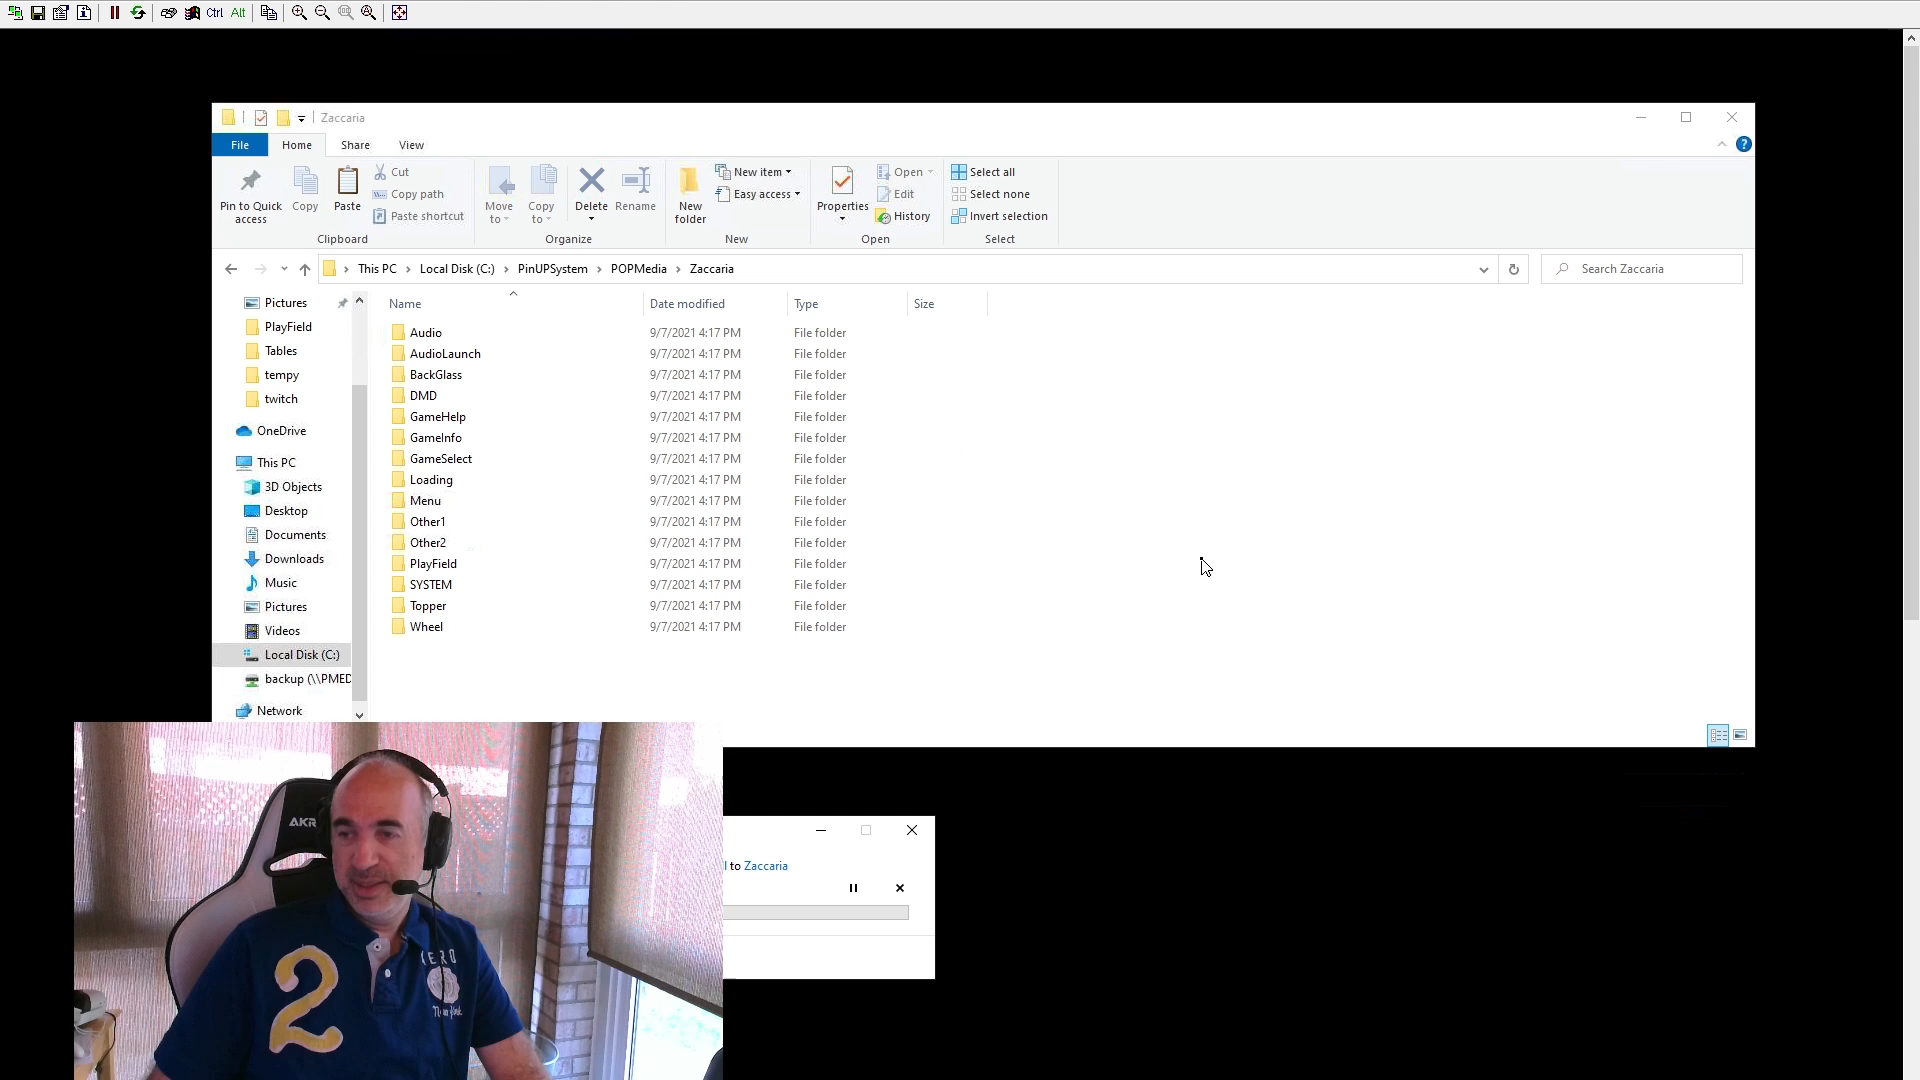 Ctrl Alt
Zaccaria
File Home Share View
Pin to Quick access
Copy
Paste
Cut
Copy path
Paste shortcut
Clipboard
Move to
Copy to
Delete
Rename
Organize
New folder
New item
Easy access
New
Properties
Open
Edit
History
Open
Select all
Select none
Invert selection
Select
This PC > Local Disk (C:) > PinUPSystem > POPMedia > Zaccaria
Search Zaccaria
Pictures
PlayField
Tables
tempy
twitch
OneDrive
This PC
3D Objects
Desktop
Documents
Downloads
Music
Pictures
Videos
Local Disk (C:)
backup (\\PMED
Network
Name Date modified Type Size
Audio 9/7/2021 4:17 PM File folder
AudioLaunch 9/7/2021 4:17 PM File folder
BackGlass 9/7/2021 4:17 PM File folder
DMD 9/7/2021 4:17 PM File folder
GameHelp 9/7/2021 4:17 PM File folder
GameInfo 9/7/2021 4:17 PM File folder
GameSelect 9/7/2021 4:17 PM File folder
Loading 9/7/2021 4:17 PM File folder
Menu 9/7/2021 4:17 PM File folder
Other1 9/7/2021 4:17 PM File folder
Other2 9/7/2021 4:17 PM File folder
PlayField 9/7/2021 4:17 PM File folder
SYSTEM 9/7/2021 4:17 PM File folder
Topper 9/7/2021 4:17 PM File folder
Wheel 9/7/2021 4:17 PM File folder
to Zaccaria
AKR
2